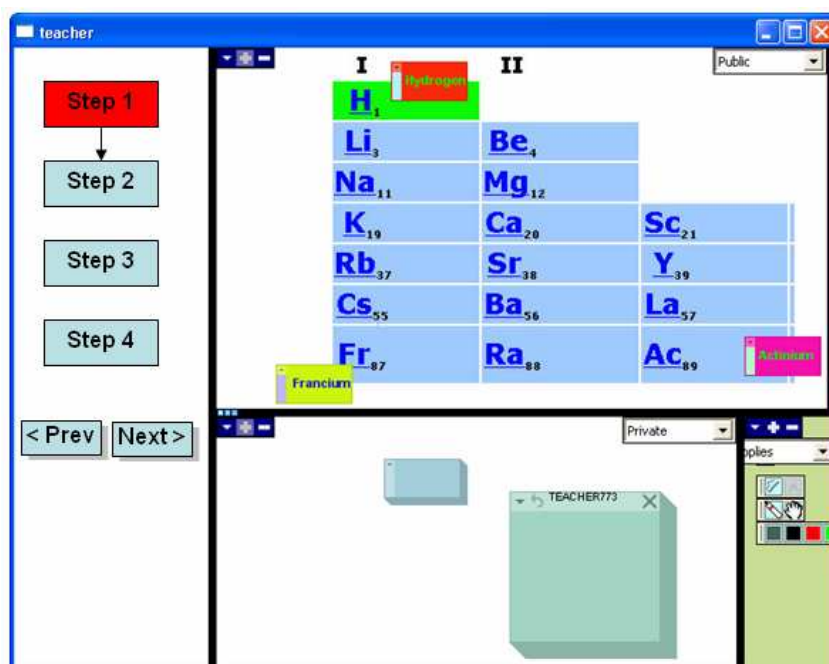 teacher
Step 1
Step 2
Step 3
Step 4
< Prev Next >
Public
I II
Hydrogen
H1
Li3 Be4
Na11 Mg12
K19 Ca20 Sc21
Rb37 Sr38 Y39
Cs55 Ba56 La57
Fr87 Ra88 Ac89
Francium
Actinium
Private
TEACHER773
pplies